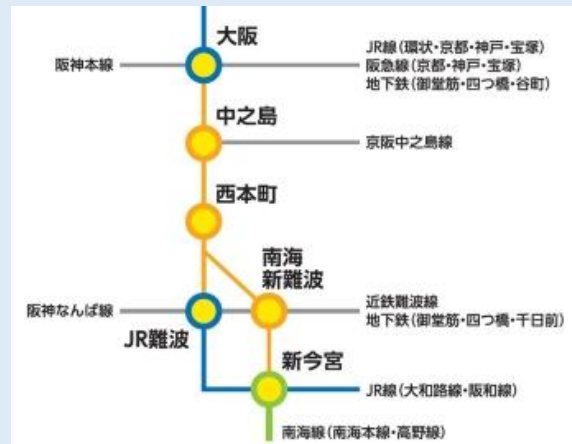 大阪
阪神本線
JR線(環状・京都・神戸・宝塚)
阪急線(京都・神戸・宝塚)
地下鉄(御堂筋・四つ橋・谷町)
中之島
京阪中之島線
西本町
南海
新難波
阪神なんば線
近鉄難波線
地下鉄(御堂筋・四つ橋・千日前)
JR難波
新今宮
JR線(大和路線・阪和線)
南海線(南海本線・高野線)